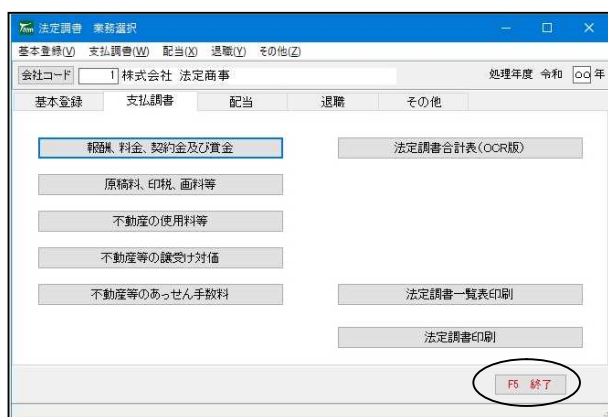 法定調書 業務選択
基本登録(V) 支払調書(W) 配当(X) 退職(Y) その他(Z)
会社コード 1 株式会社 法定商事 処理年度 令和 〇〇 年
基本登録 支払調書 配当 退職 その他
報酬、料金、契約金及び賞金 法定調書合計表(OCR版)
原稿料、印税、画料等
不動産の使用料等
不動産等の譲受け対価
不動産等のあっせん手数料 法定調書一覧表印刷
法定調書印刷
F5 終了